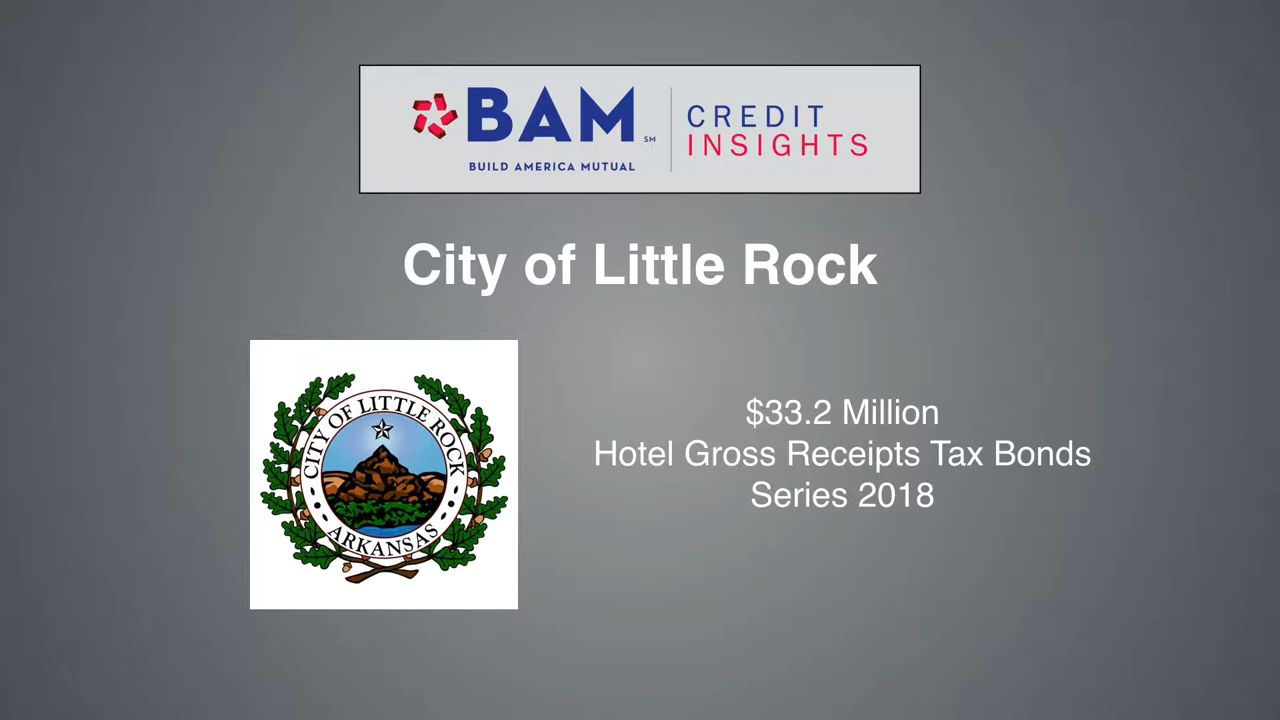 BAM SM
BUILD AMERICA MUTUAL
CREDIT
INSIGHTS
City of Little Rock
CITY OF LITTLE ROCK
ARKANSAS
$33.2 Million
Hotel Gross Receipts Tax Bonds
Series 2018